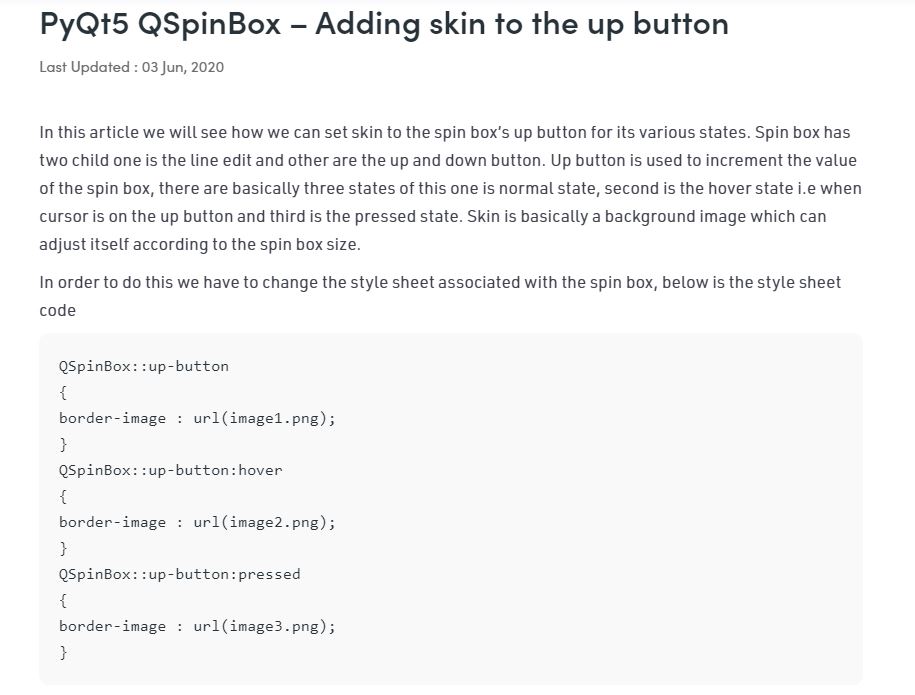 PyQt5 QSpinBox – Adding skin to the up button
Last Updated : 03 Jun, 2020
In this article we will see how we can set skin to the spin box's up button for its various states. Spin box has
two child one is the line edit and other are the up and down button. Up button is used to increment the value
of the spin box, there are basically three states of this one is normal state, second is the hover state i.e when
cursor is on the up button and third is the pressed state. Skin is basically a background image which can
adjust itself according to the spin box size.
In order to do this we have to change the style sheet associated with the spin box, below is the style sheet
code
QSpinBox::up-button
{
border-image : url(image1.png);
}
QSpinBox::up-button:hover
{
border-image : url(image2.png);
}
QSpinBox::up-button:pressed
{
border-image : url(image3.png);
}